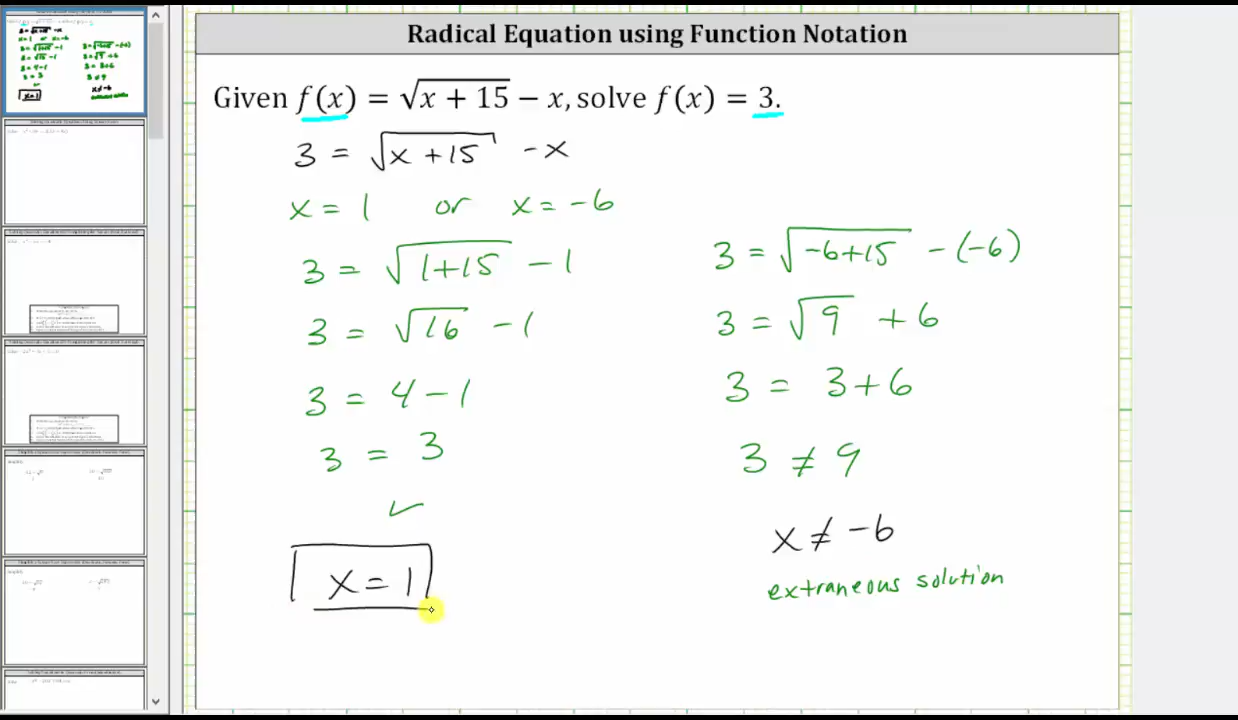 Radical Equation using Function Notation
Given f(x) = √x + 15 − x, solve f(x) = 3.
3 = √x + 15 - x
x = 1 or x = -6
3 = √1+15 - 1
3 = √16 - 1
3 = 4 - 1
3 = 3
✓
x = 1
3 = √-6+15 - (-6)
3 = √9 + 6
3 = 3+6
3 ≠ 9
x ≠ -6
extraneous solution